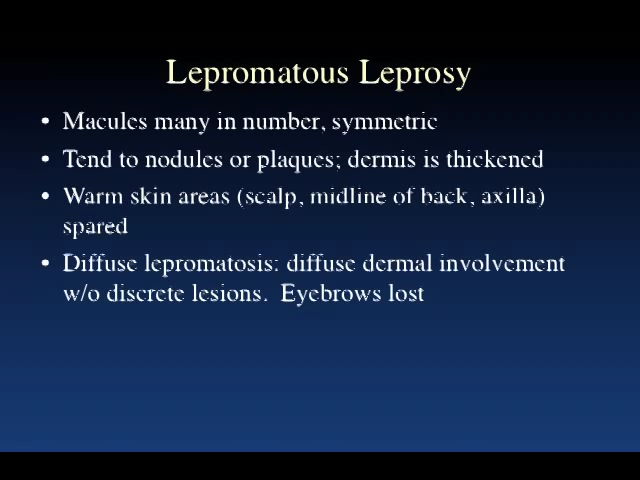 Lepromatous Leprosy
• Macules many in number, symmetric
• Tend to nodules or plaques; dermis is thickened
• Warm skin areas (scalp, midline of back, axilla)
spared
• Diffuse lepromatosis: diffuse dermal involvement
w/o discrete lesions.  Eyebrows lost